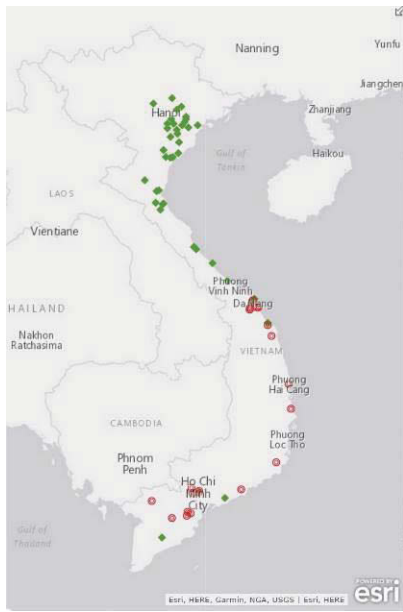 Nanning
Yunfu
Jiangchen
Zhanjiang
Hanoi
Haikou
Gulf of
Tonkin
LAOS
Vientiane
Phuong
Vinh Ninh
Da Nang
THAILAND
Nakhon
Ratchasima
VIETNAM
Phuong
Hai Cang
CAMBODIA
Phuong
Loc Tho
Phnom
Penh
Ho Chi
Minh
City
Gulf of
Thailand
POWERED BY
esri
Esri, HERE, Garmin, NGA, USGS | Esri, HERE